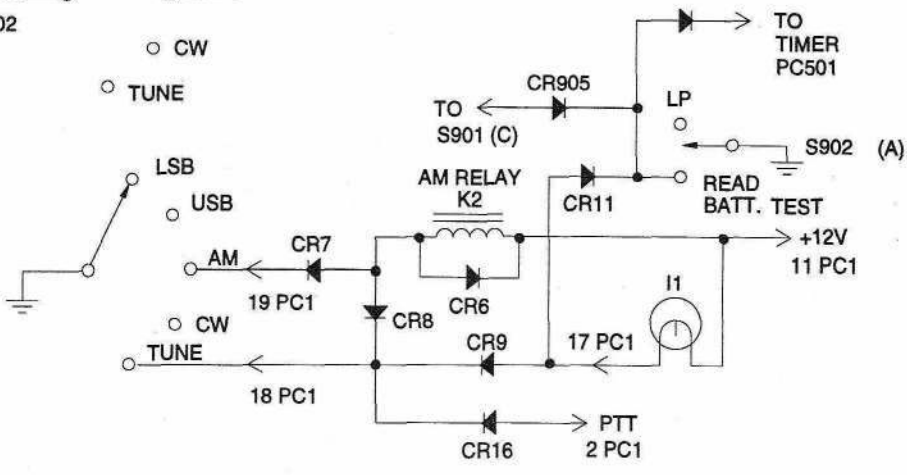 02
CW
TUNE
LSB
USB
AM
CW
TUNE
19 PC1
18 PC1
CR7
CR8
AM RELAY
K2
CR6
CR9
CR16
PTT
2 PC1
17 PC1
I1
+12V
11 PC1
CR11
CR905
TO
S901 (C)
TO
TIMER
PC501
LP
S902 (A)
READ
BATT. TEST